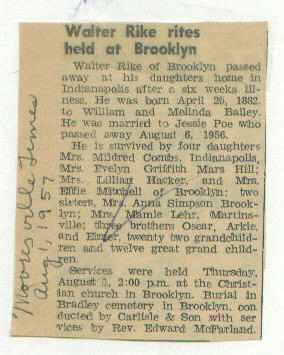 Walter Rike rites
held at Brooklyn
Walter Rike of Brooklyn passed
away at his daughters home in
Indianapolis after a six weeks ill-
ness. He was born April 26, 1882.
to William and Melinda Bailey.
He was married to Jessie Poe who
passed away August 6, 1956.
He is survived by four daughters
Mrs. Mildred Combs, Indianapolis,
Mrs. Evelyn Griffith Mars Hill;
Mrs. Lillian Hacker, and Mrs.
Effie Mitchell of Brooklyn; two
sisters, Mrs. Anna Simpson Brook-
lyn; Mrs. Mamie Lehr, Martins-
ville; three brothers Oscar, Arkie,
and Elmer, twenty two grandchild-
ren and twelve great grand chil-
dren.
Services were held Thursday,
August 1, 2:00 p.m. at the Christ-
ian church in Brooklyn. Burial in
Bradley cemetery in Brooklyn, con
ducted by Carlisle & Son with ser
vices by Rev. Edward McFarland.
Mooresville Times
Aug 1, 1957